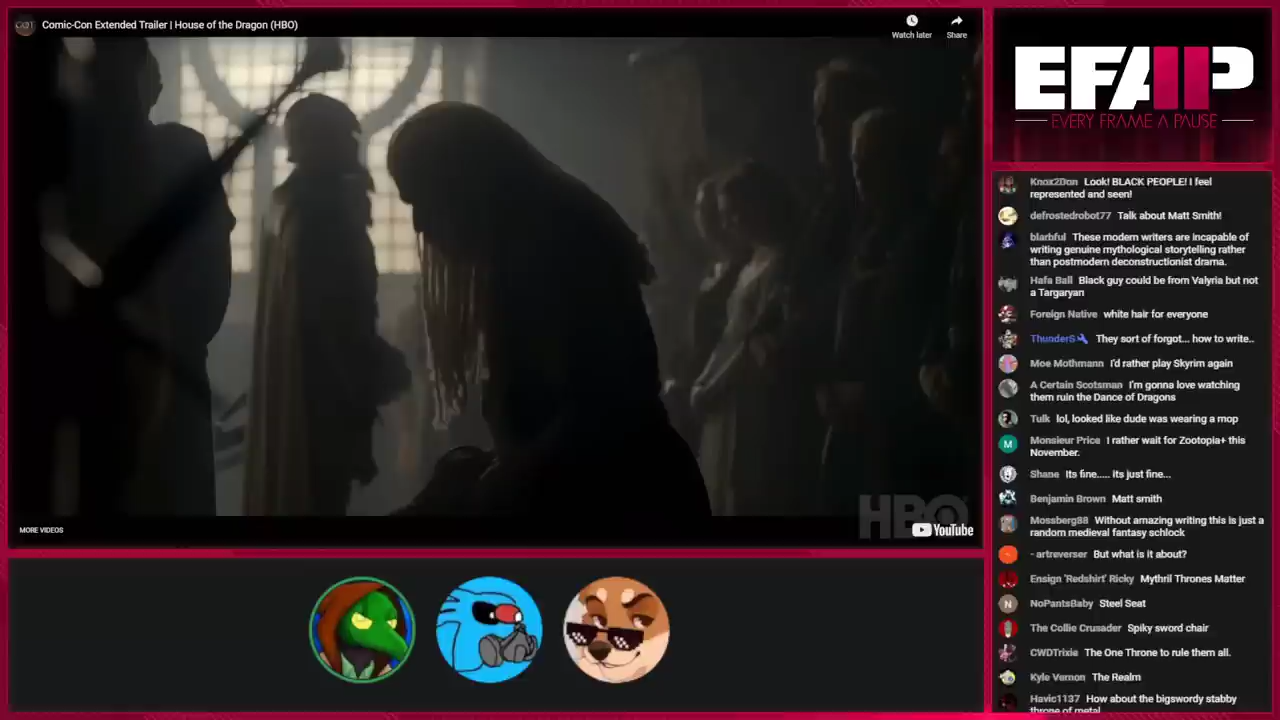 Comic-Con Extended Trailer | House of the Dragon (HBO)
Watch later
Share
HBO
MORE VIDEOS
YouTube
EFAP
EVERY FRAME A PAUSE
Knox2Don Look! BLACK PEOPLE! I feel
represented and seen!
defrostedrobot77 Talk about Matt Smith!
blarbful These modern writers are incapable of
writing genuine mythological storytelling rather
than postmodern deconstructionist drama.
Hafa Ball Black guy could be from Valyria but not
a Targaryan
Foreign Native white hair for everyone
ThunderS They sort of forgot... how to write..
Moe Mothmann I'd rather play Skyrim again
A Certain Scotsman I'm gonna love watching
them ruin the Dance of Dragons
Tulk lol, looked like dude was wearing a mop
M
Monsieur Price I rather wait for Zootopia+ this
November.
Shane Its fine..... its just fine...
Benjamin Brown Matt smith
Mossberg88 Without amazing writing this is just a
random medieval fantasy schlock
- artreverser But what is it about?
Ensign 'Redshirt' Ricky Mythril Thrones Matter
N
NoPantsBaby Steel Seat
The Collie Crusader Spiky sword chair
CWDTrixie The One Throne to rule them all.
Kyle Vernon The Realm
Havic1137 How about the bigswordy stabby
throne of metal